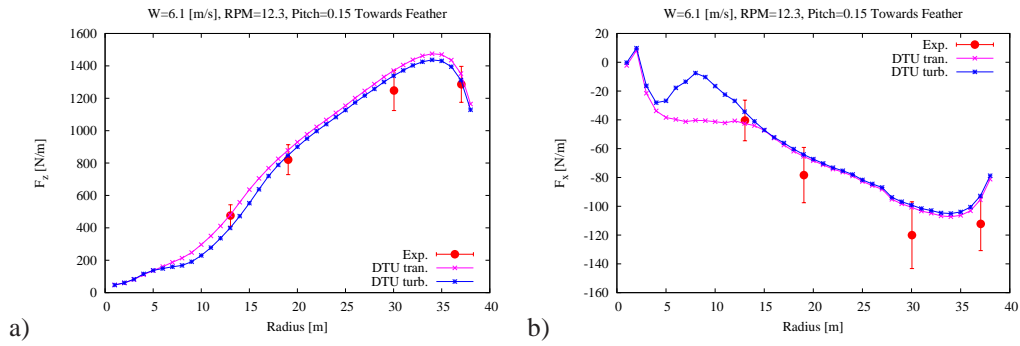 W=6.1 [m/s], RPM=12.3, Pitch=0.15 Towards Feather
1600
1400
1200
1000
800
600
400
200
0
F_z [N/m]
Exp.
DTU tran.
DTU turb.
0 5 10 15 20 25 30 35 40
Radius [m]
a)
W=6.1 [m/s], RPM=12.3, Pitch=0.15 Towards Feather
20
0
-20
-40
-60
-80
-100
-120
-140
-160
F_x [N/m]
Exp.
DTU tran.
DTU turb.
0 5 10 15 20 25 30 35 40
Radius [m]
b)